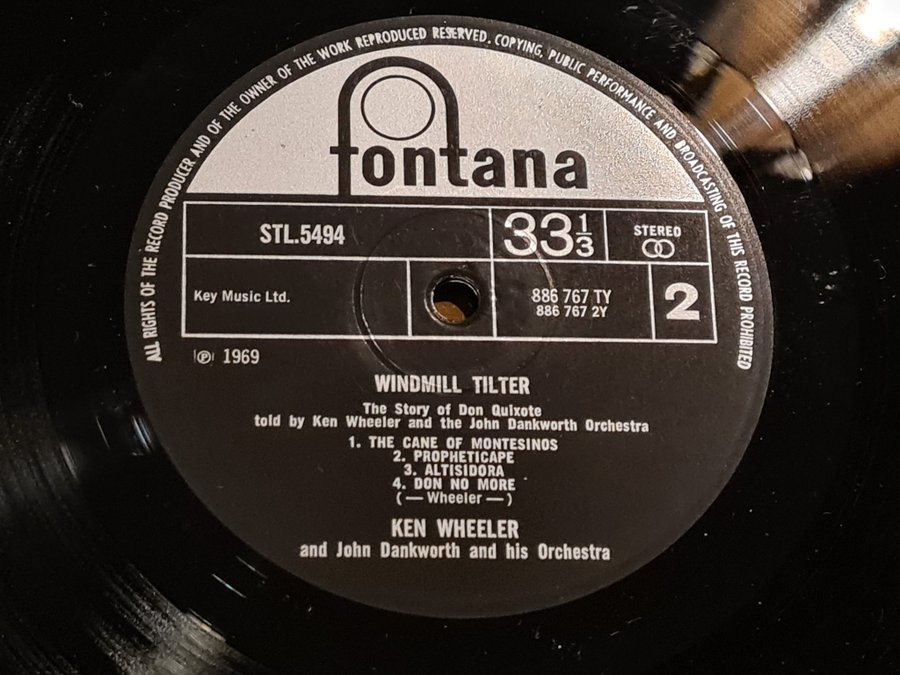 ALL RIGHTS OF THE RECORD PRODUCER AND OF THE OWNER OF THE WORK REPRODUCED RESERVED. COPYING, PUBLIC PERFORMANCE AND BROADCASTING OF THIS RECORD PROHIBITED
fontana
STL.5494
33⅓
STEREO
Key Music Ltd.
886 767 TY
886 767 2Y
2
℗ 1969
WINDMILL TILTER
The Story of Don Quixote
told by Ken Wheeler and the John Dankworth Orchestra
1. THE CANE OF MONTESINOS
2. PROPHETICAPE
3. ALTISIDORA
4. DON NO MORE
( — Wheeler — )
KEN WHEELER
and John Dankworth and his Orchestra